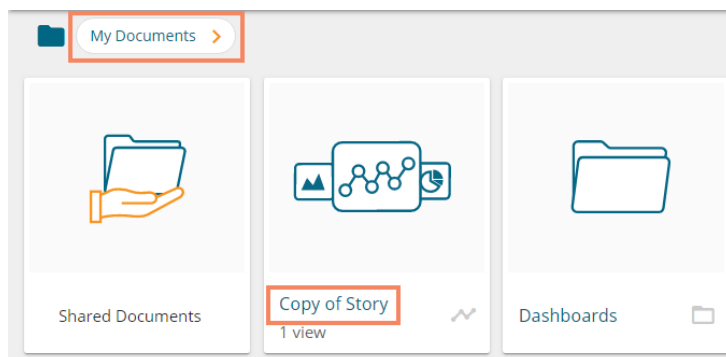 My Documents
Shared Documents
Copy of Story
1 view
Dashboards